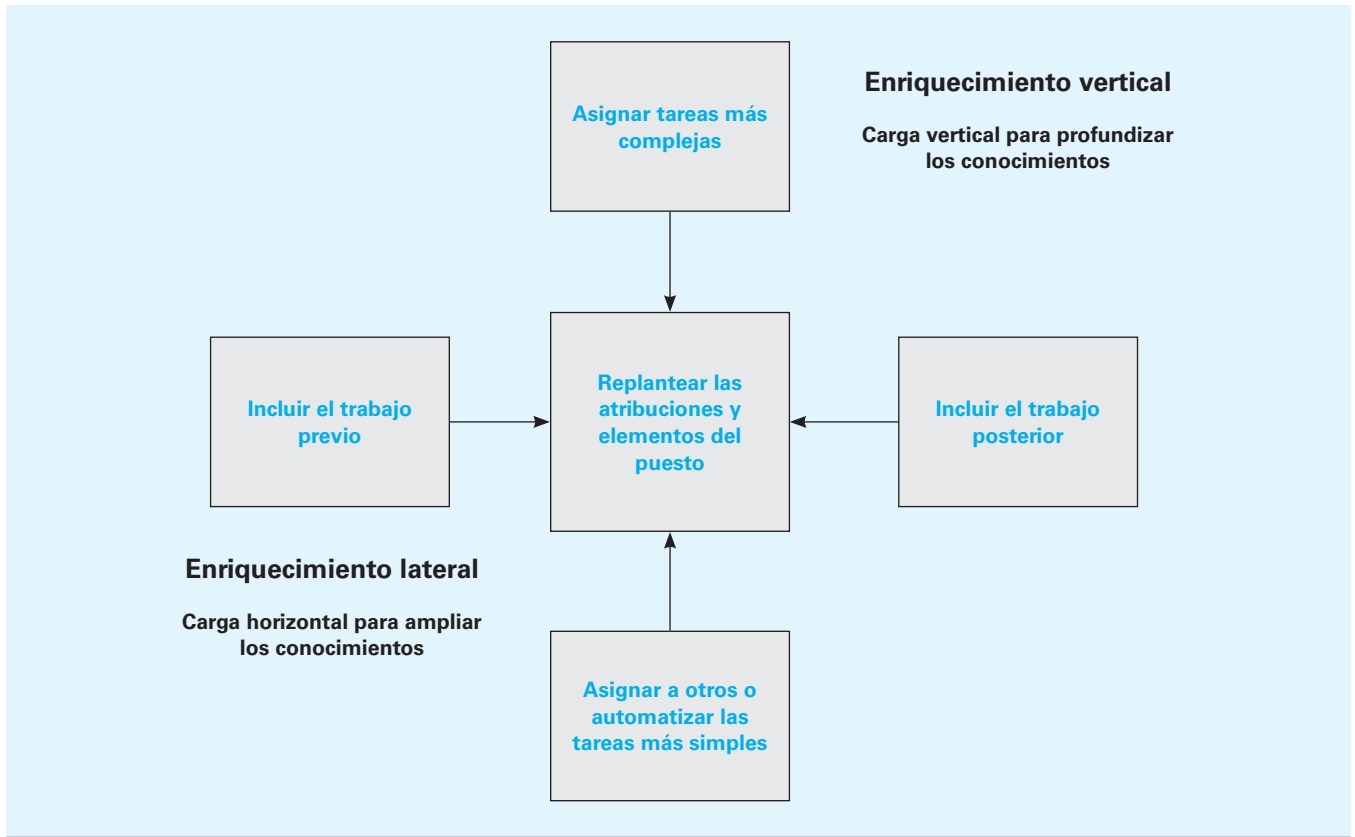 Asignar tareas más
complejas
Enriquecimiento vertical
Carga vertical para profundizar
los conocimientos
Incluir el trabajo
previo
Replantear las
atribuciones y
elementos del
puesto
Incluir el trabajo
posterior
Enriquecimiento lateral
Carga horizontal para ampliar
los conocimientos
Asignar a otros o
automatizar las
tareas más simples